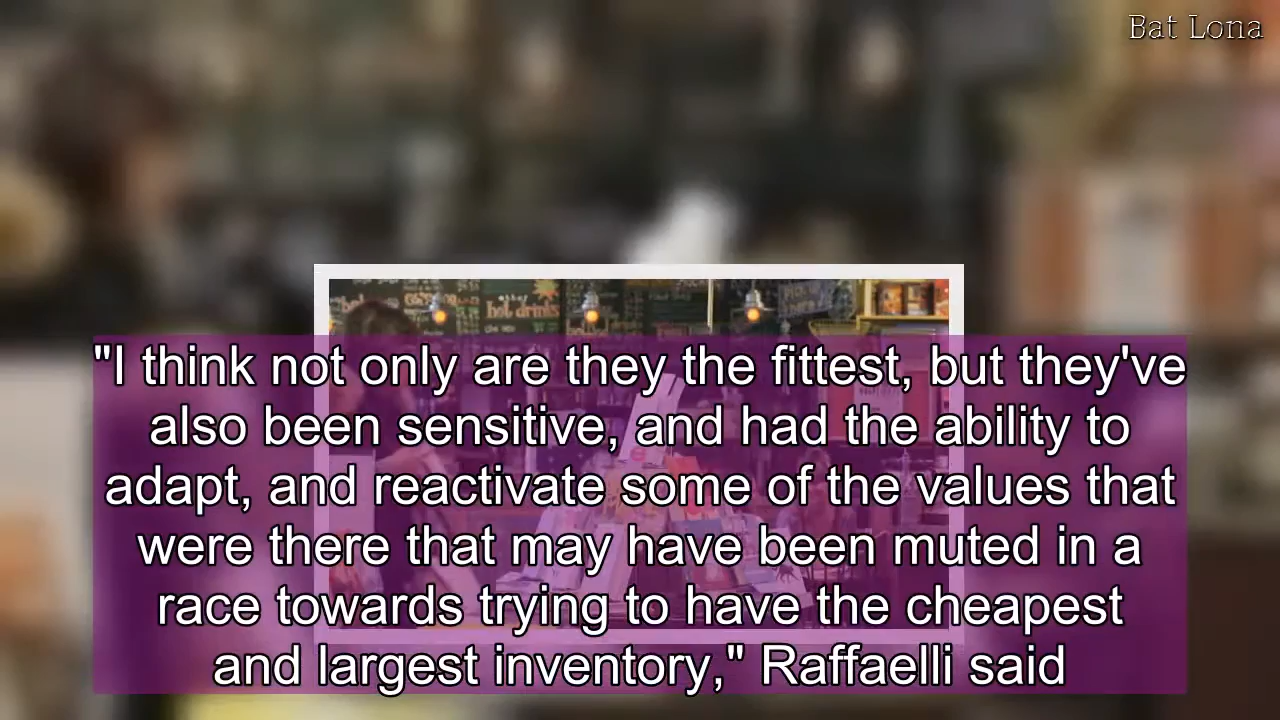 Bat Lona
other
hot drinks
"I think not only are they the fittest, but they've
also been sensitive, and had the ability to
adapt, and reactivate some of the values that
were there that may have been muted in a
race towards trying to have the cheapest
and largest inventory," Raffaelli said